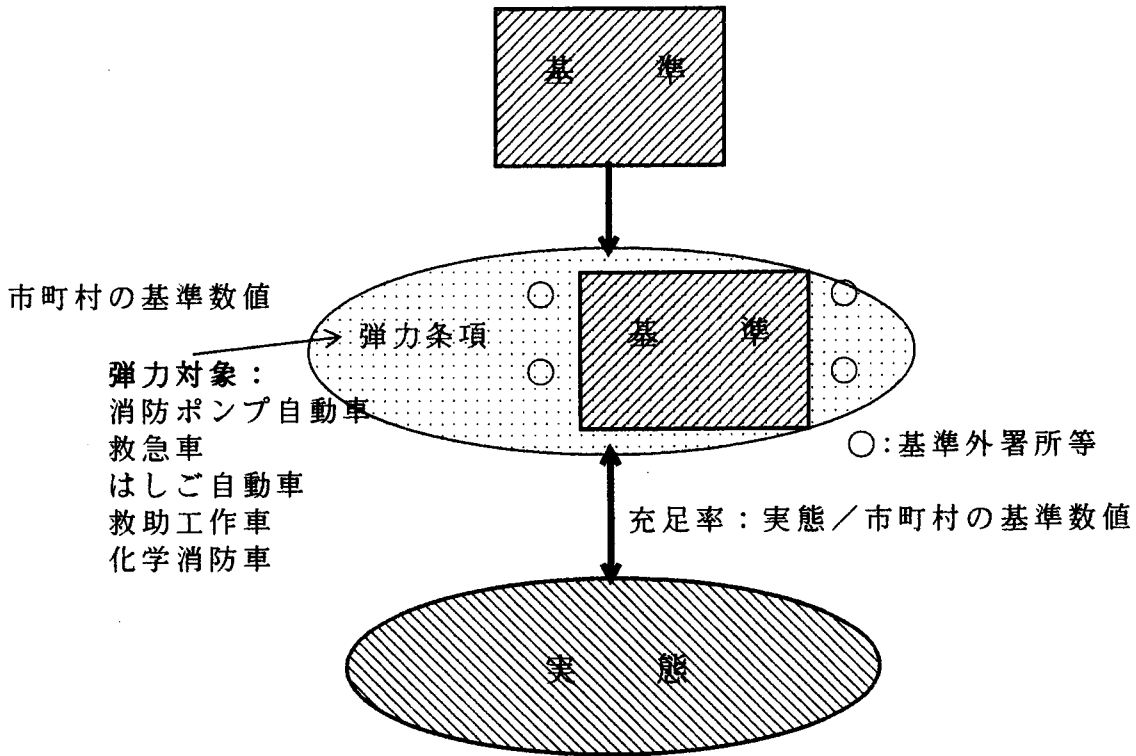 基　準
市町村の基準数値
弾力条項
基　準
弾力対象：
消防ポンプ自動車
救急車
はしご自動車
救助工作車
化学消防車
○：基準外署所等
充足率：実態／市町村の基準数値
実　態